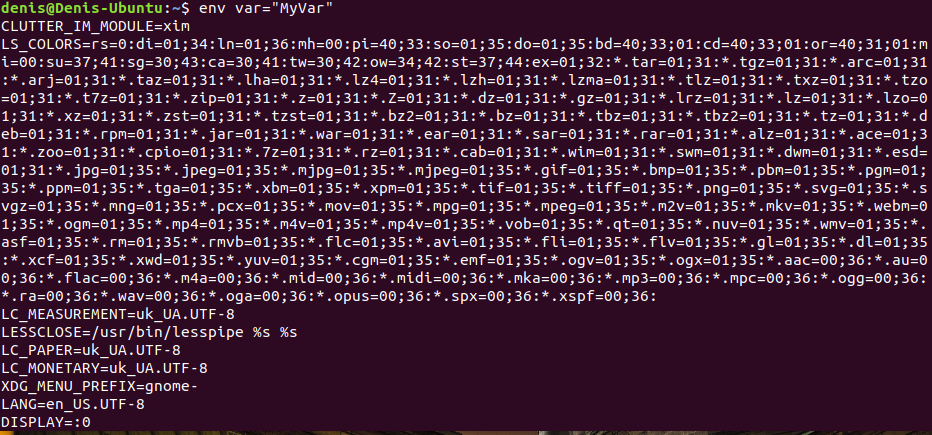 denis@Denis-Ubuntu:~$ env var="MyVar"
CLUTTER_IM_MODULE=xim
LS_COLORS=rs=0:di=01;34:ln=01;36:mh=00:pi=40;33:so=01;35:do=01;35:bd=40;33;01:cd=40;33;01:or=40;31;01:m
i=00:su=37;41:sg=30;43:ca=30;41:tw=30;42:ow=34;42:st=37;44:ex=01;32:*.tar=01;31:*.tgz=01;31:*.arc=01;31
:*.arj=01;31:*.taz=01;31:*.lha=01;31:*.lz4=01;31:*.lzh=01;31:*.lzma=01;31:*.tlz=01;31:*.txz=01;31:*.tzo
=01;31:*.t7z=01;31:*.zip=01;31:*.z=01;31:*.Z=01;31:*.dz=01;31:*.gz=01;31:*.lrz=01;31:*.lz=01;31:*.lzo=0
1;31:*.xz=01;31:*.zst=01;31:*.tzst=01;31:*.bz2=01;31:*.bz=01;31:*.tbz=01;31:*.tbz2=01;31:*.tz=01;31:*.d
eb=01;31:*.rpm=01;31:*.jar=01;31:*.war=01;31:*.ear=01;31:*.sar=01;31:*.rar=01;31:*.alz=01;31:*.ace=01;3
1:*.zoo=01;31:*.cpio=01;31:*.7z=01;31:*.rz=01;31:*.cab=01;31:*.wim=01;31:*.swm=01;31:*.dwm=01;31:*.esd=
01;31:*.jpg=01;35:*.jpeg=01;35:*.mjpg=01;35:*.mjpeg=01;35:*.gif=01;35:*.bmp=01;35:*.pbm=01;35:*.pgm=01;
35:*.ppm=01;35:*.tga=01;35:*.xbm=01;35:*.xpm=01;35:*.tif=01;35:*.tiff=01;35:*.png=01;35:*.svg=01;35:*.s
vgz=01;35:*.mng=01;35:*.pcx=01;35:*.mov=01;35:*.mpg=01;35:*.mpeg=01;35:*.m2v=01;35:*.mkv=01;35:*.webm=0
1;35:*.ogm=01;35:*.mp4=01;35:*.m4v=01;35:*.mp4v=01;35:*.vob=01;35:*.qt=01;35:*.nuv=01;35:*.wmv=01;35:*.
asf=01;35:*.rm=01;35:*.rmvb=01;35:*.flc=01;35:*.avi=01;35:*.fli=01;35:*.flv=01;35:*.gl=01;35:*.dl=01;35
:*.xcf=01;35:*.xwd=01;35:*.yuv=01;35:*.cgm=01;35:*.emf=01;35:*.ogv=01;35:*.ogx=01;35:*.aac=00;36:*.au=0
0;36:*.flac=00;36:*.m4a=00;36:*.mid=00;36:*.midi=00;36:*.mka=00;36:*.mp3=00;36:*.mpc=00;36:*.ogg=00;36:
*.ra=00;36:*.wav=00;36:*.oga=00;36:*.opus=00;36:*.spx=00;36:*.xspf=00;36:
LC_MEASUREMENT=uk_UA.UTF-8
LESSCLOSE=/usr/bin/lesspipe %s %s
LC_PAPER=uk_UA.UTF-8
LC_MONETARY=uk_UA.UTF-8
XDG_MENU_PREFIX=gnome-
LANG=en_US.UTF-8
DISPLAY=:0